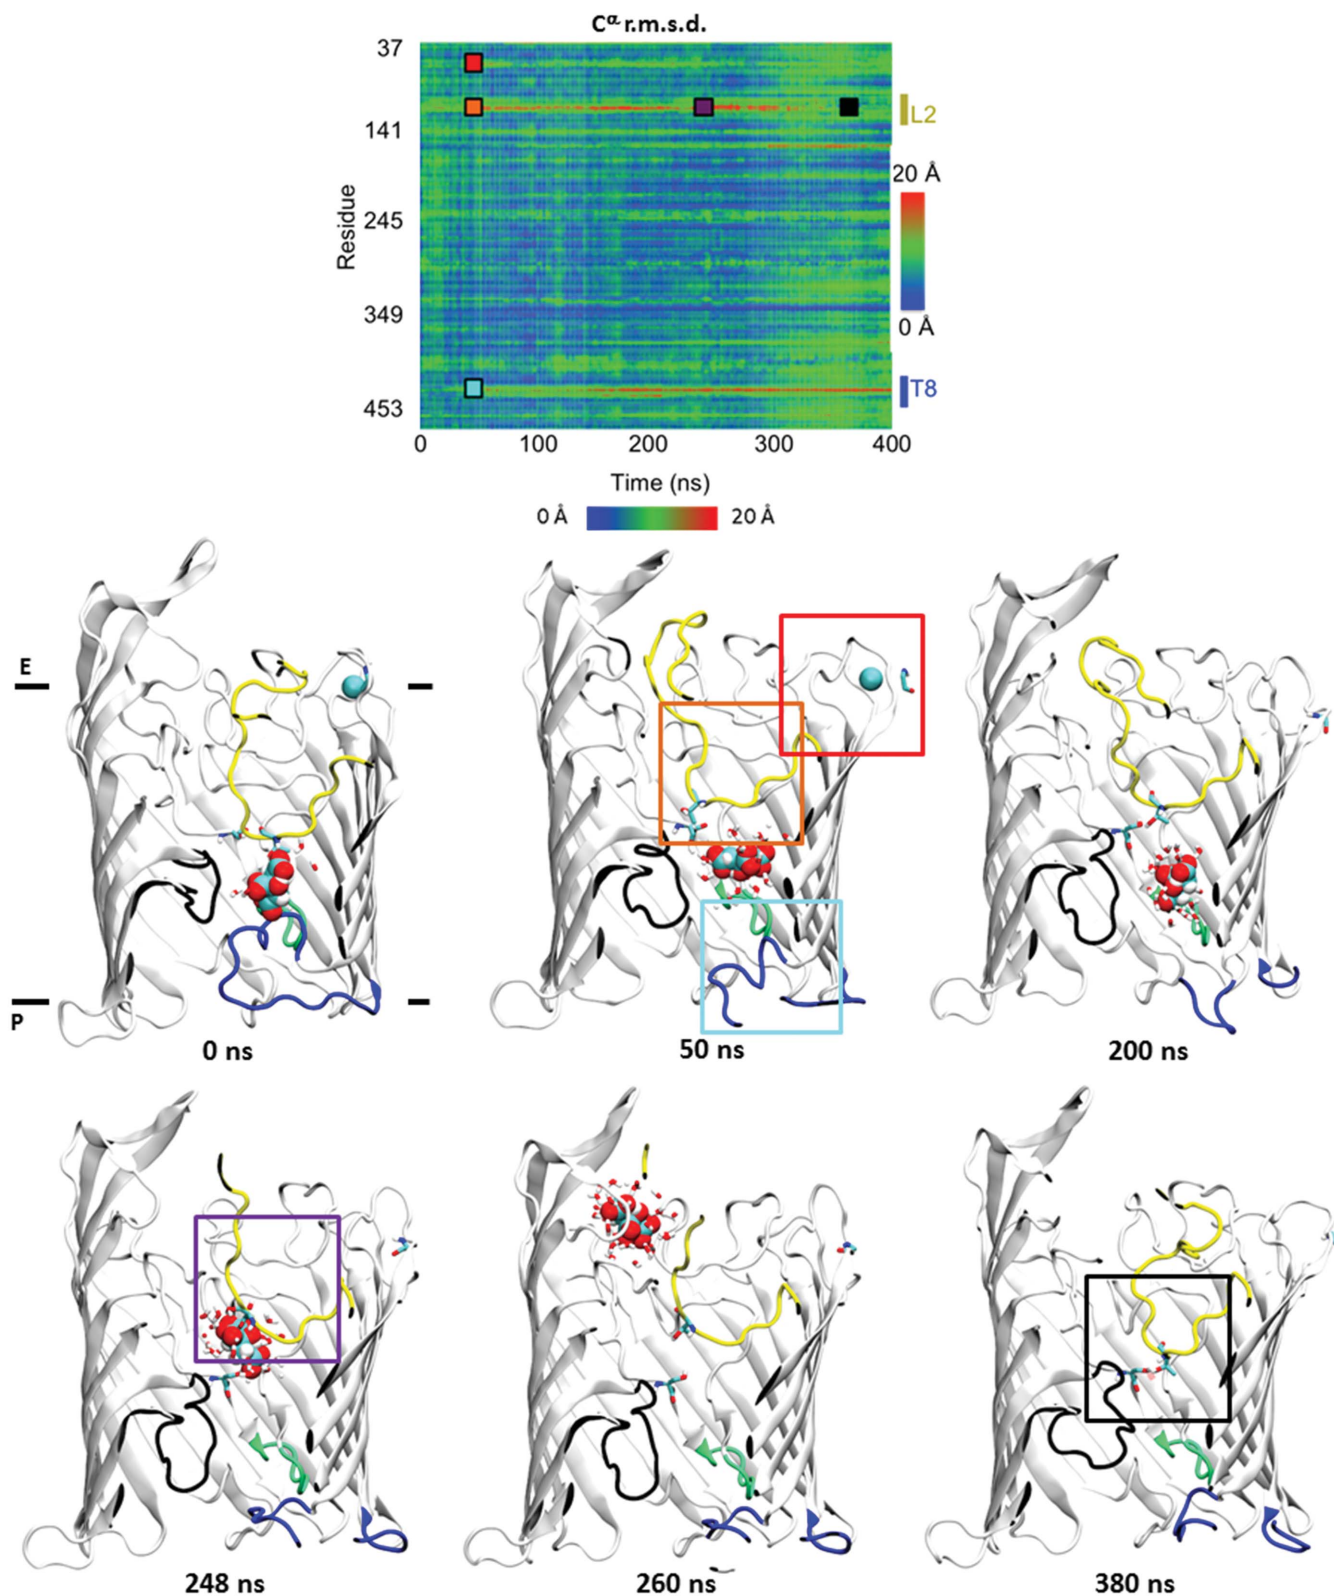 Cα r.m.s.d.
37
141
245
349
453
Residue
0
100
200
300
400
Time (ns)
L2
20 Å
0 Å
T8
0 Å
20 Å
E
P
0 ns
50 ns
200 ns
248 ns
260 ns
380 ns